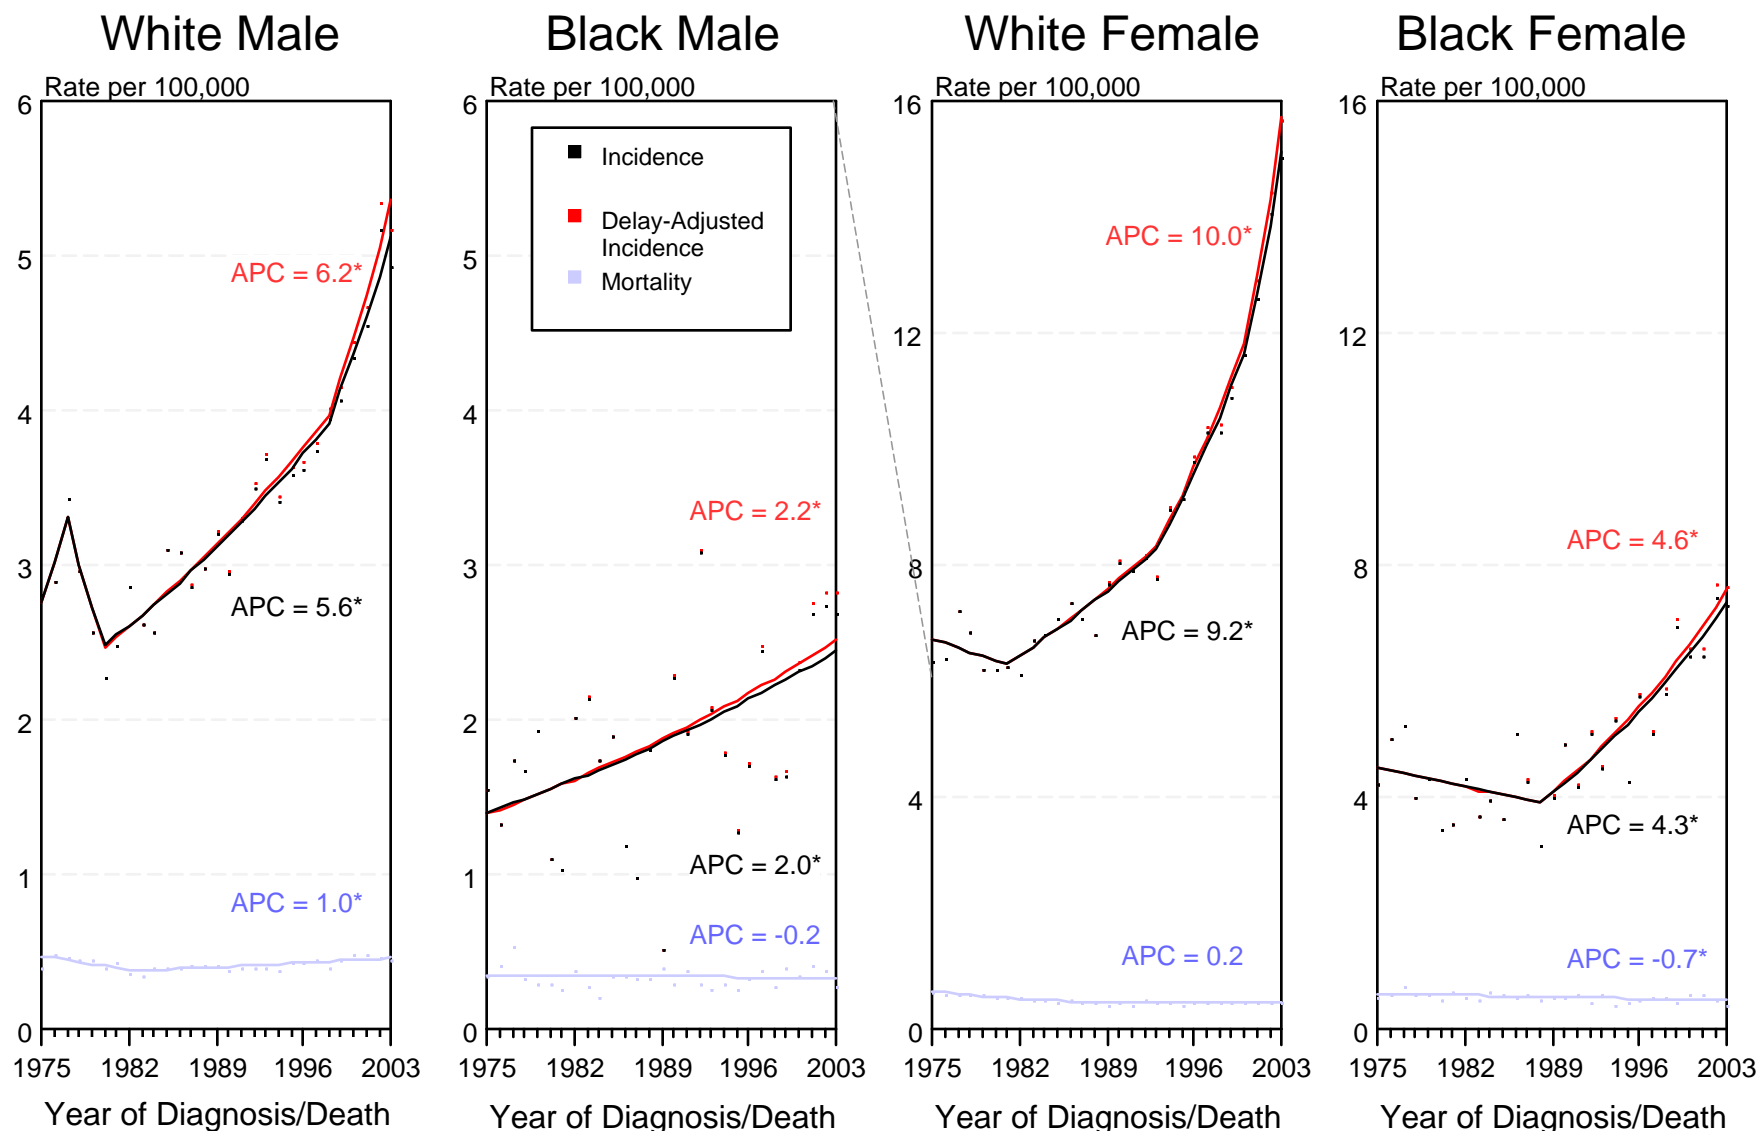 White Male
Rate per 100,000
6
5
4
3
2
1
0
APC = 6.2*
APC = 5.6*
APC = 1.0*
1975 1982 1989 1996 2003
Year of Diagnosis/Death
Black Male
Rate per 100,000
6
5
4
3
2
1
0
Incidence
Delay-Adjusted
Incidence
Mortality
APC = 2.2*
APC = 2.0*
APC = -0.2
1975 1982 1989 1996 2003
Year of Diagnosis/Death
White Female
Rate per 100,000
16
12
8
4
0
APC = 10.0*
APC = 9.2*
APC = 0.2
1975 1982 1989 1996 2003
Year of Diagnosis/Death
Black Female
Rate per 100,000
16
12
8
4
0
APC = 4.6*
APC = 4.3*
APC = -0.7*
1975 1982 1989 1996 2003
Year of Diagnosis/Death